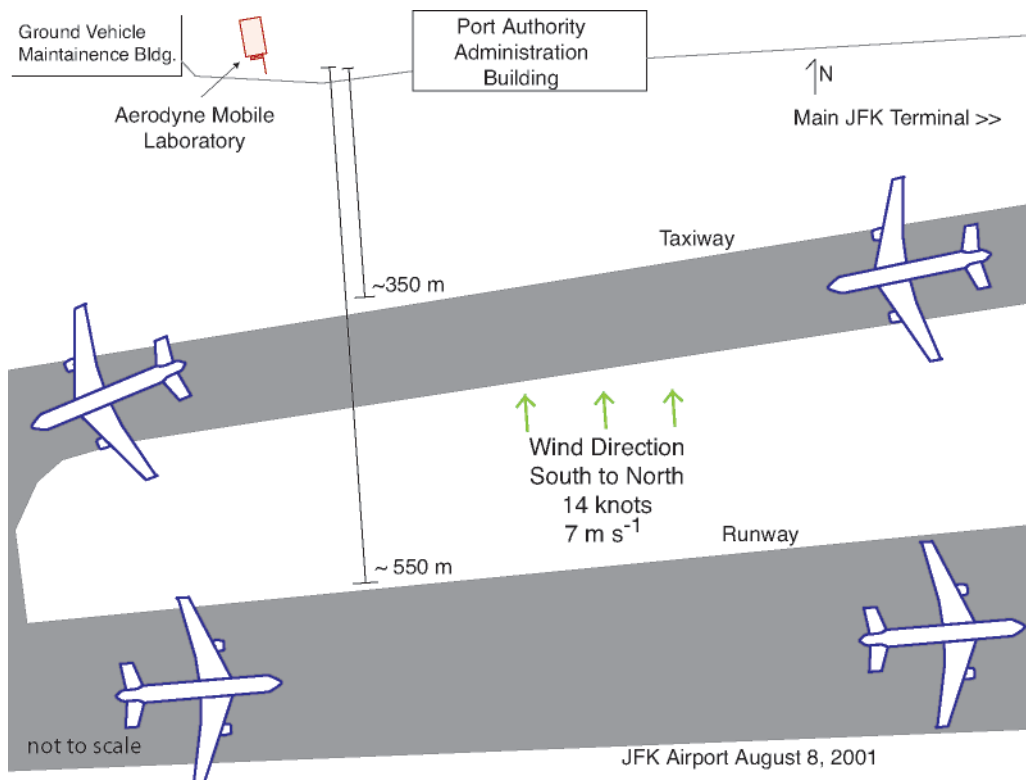 Ground Vehicle
Maintainence Bldg.
Port Authority
Administration
Building
N
Aerodyne Mobile
Laboratory
Main JFK Terminal >>
Taxiway
~350 m
Wind Direction
South to North
14 knots
7 m s⁻¹
Runway
~ 550 m
not to scale
JFK Airport August 8, 2001